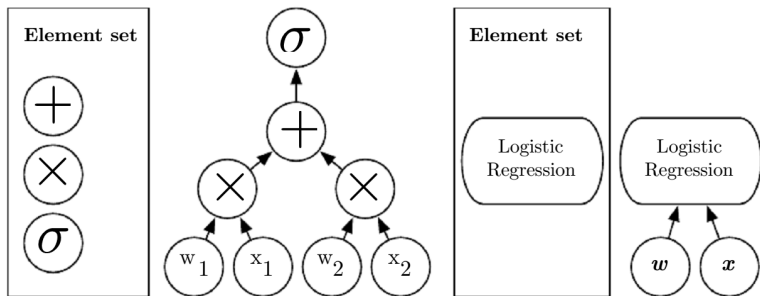 Element set
+
×
σ
σ
+
×
×
w1
x1
w2
x2
Element set
Logistic
Regression
Logistic
Regression
w
x